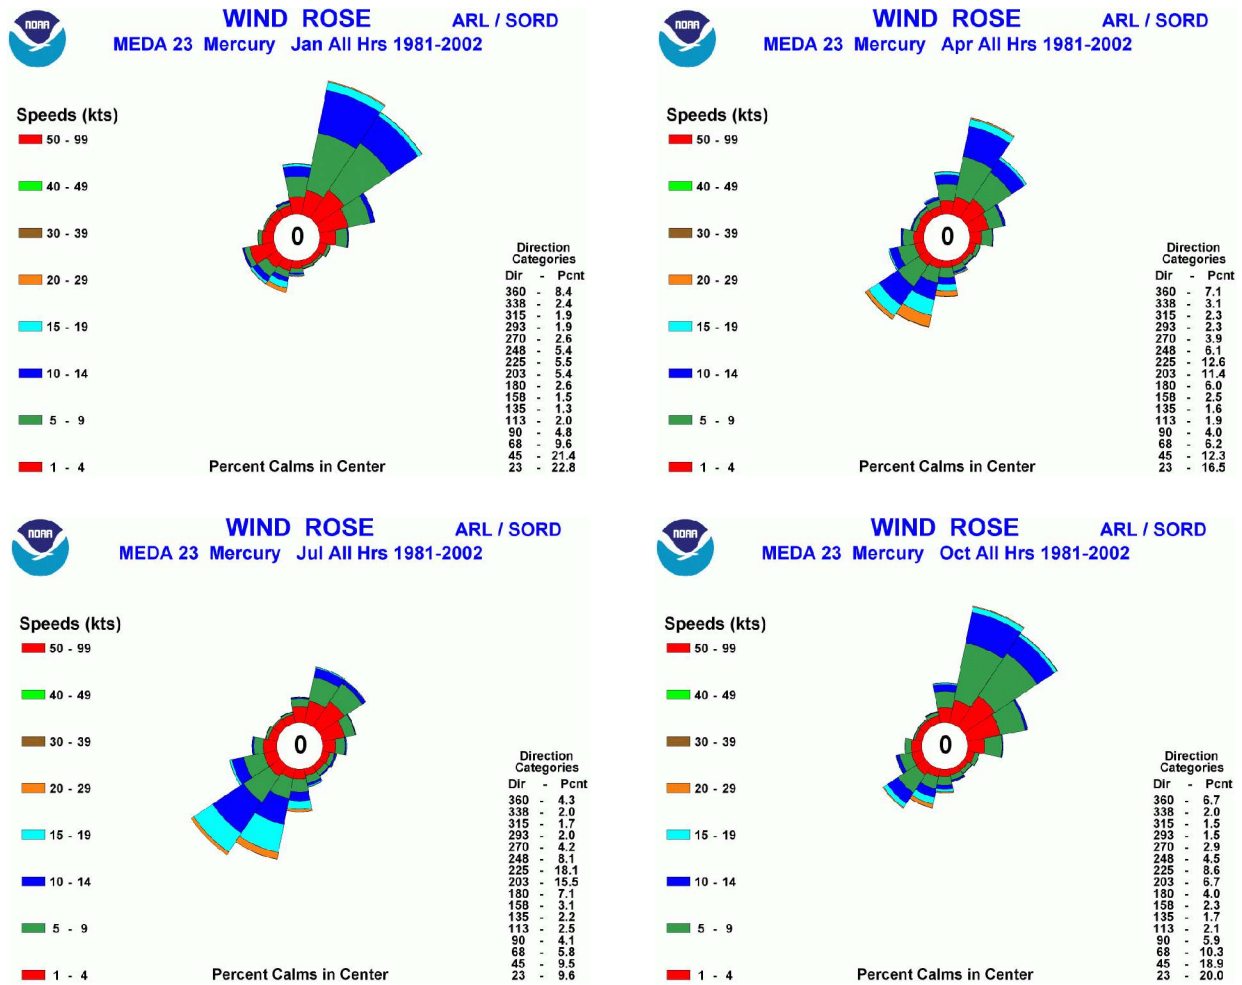 WIND ROSE ARL / SORD
MEDA 23 Mercury Jan All Hrs 1981-2002
NOAA
Speeds (kts)
50 - 99
40 - 49
30 - 39
20 - 29
15 - 19
10 - 14
5 - 9
1 - 4
0
Percent Calms in Center
Direction
Categories
Dir - Pcnt
360 - 8.4
338 - 2.4
315 - 1.9
293 - 1.9
270 - 2.6
248 - 5.4
225 - 5.5
203 - 5.4
180 - 2.6
158 - 1.5
135 - 1.3
113 - 2.0
90 - 4.8
68 - 9.6
45 - 21.4
23 - 22.8
WIND ROSE ARL / SORD
MEDA 23 Mercury Apr All Hrs 1981-2002
NOAA
Speeds (kts)
50 - 99
40 - 49
30 - 39
20 - 29
15 - 19
10 - 14
5 - 9
1 - 4
0
Percent Calms in Center
Direction
Categories
Dir - Pcnt
360 - 7.1
338 - 3.1
315 - 2.3
293 - 2.3
270 - 3.9
248 - 6.1
225 - 12.6
203 - 11.4
180 - 6.0
158 - 2.5
135 - 1.6
113 - 1.9
90 - 4.0
68 - 6.2
45 - 12.3
23 - 16.5
WIND ROSE ARL / SORD
MEDA 23 Mercury Jul All Hrs 1981-2002
NOAA
Speeds (kts)
50 - 99
40 - 49
30 - 39
20 - 29
15 - 19
10 - 14
5 - 9
1 - 4
0
Percent Calms in Center
Direction
Categories
Dir - Pcnt
360 - 4.3
338 - 2.0
315 - 1.7
293 - 2.0
270 - 4.2
248 - 8.1
225 - 18.1
203 - 15.5
180 - 7.1
158 - 3.1
135 - 2.2
113 - 2.5
90 - 4.1
68 - 5.8
45 - 9.5
23 - 9.6
WIND ROSE ARL / SORD
MEDA 23 Mercury Oct All Hrs 1981-2002
NOAA
Speeds (kts)
50 - 99
40 - 49
30 - 39
20 - 29
15 - 19
10 - 14
5 - 9
1 - 4
0
Percent Calms in Center
Direction
Categories
Dir - Pcnt
360 - 6.7
338 - 2.0
315 - 1.5
293 - 1.5
270 - 2.9
248 - 4.5
225 - 8.6
203 - 6.7
180 - 4.0
158 - 2.3
135 - 1.7
113 - 2.1
90 - 5.9
68 - 10.3
45 - 18.9
23 - 20.0